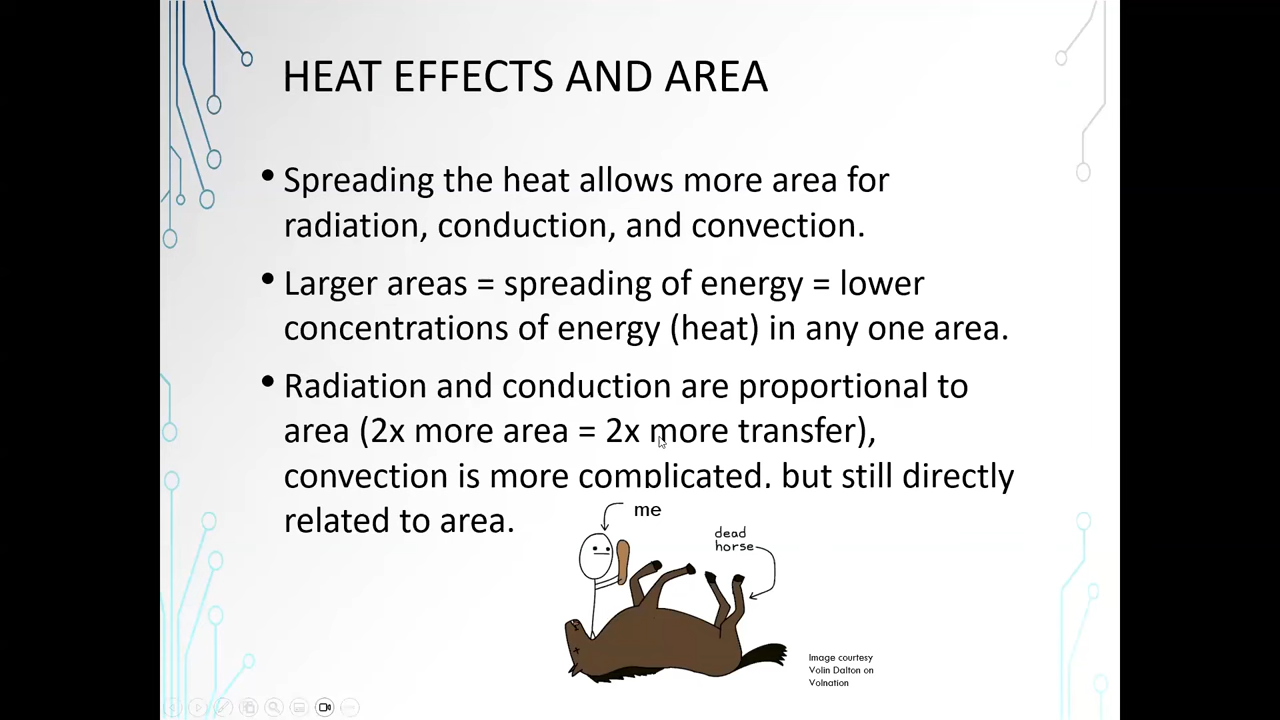 HEAT EFFECTS AND AREA
• Spreading the heat allows more area for
radiation, conduction, and convection.
• Larger areas = spreading of energy = lower
concentrations of energy (heat) in any one area.
• Radiation and conduction are proportional to
area (2x more area = 2x more transfer),
convection is more complicated, but still directly
related to area.
me
dead
horse
Image courtesy
Volin Dalton on
Volnation